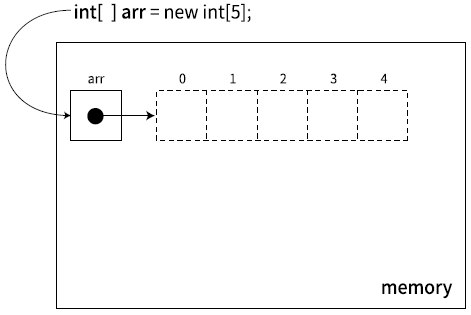 int[ ] arr = new int[5];
arr 0 1 2 3 4
memory